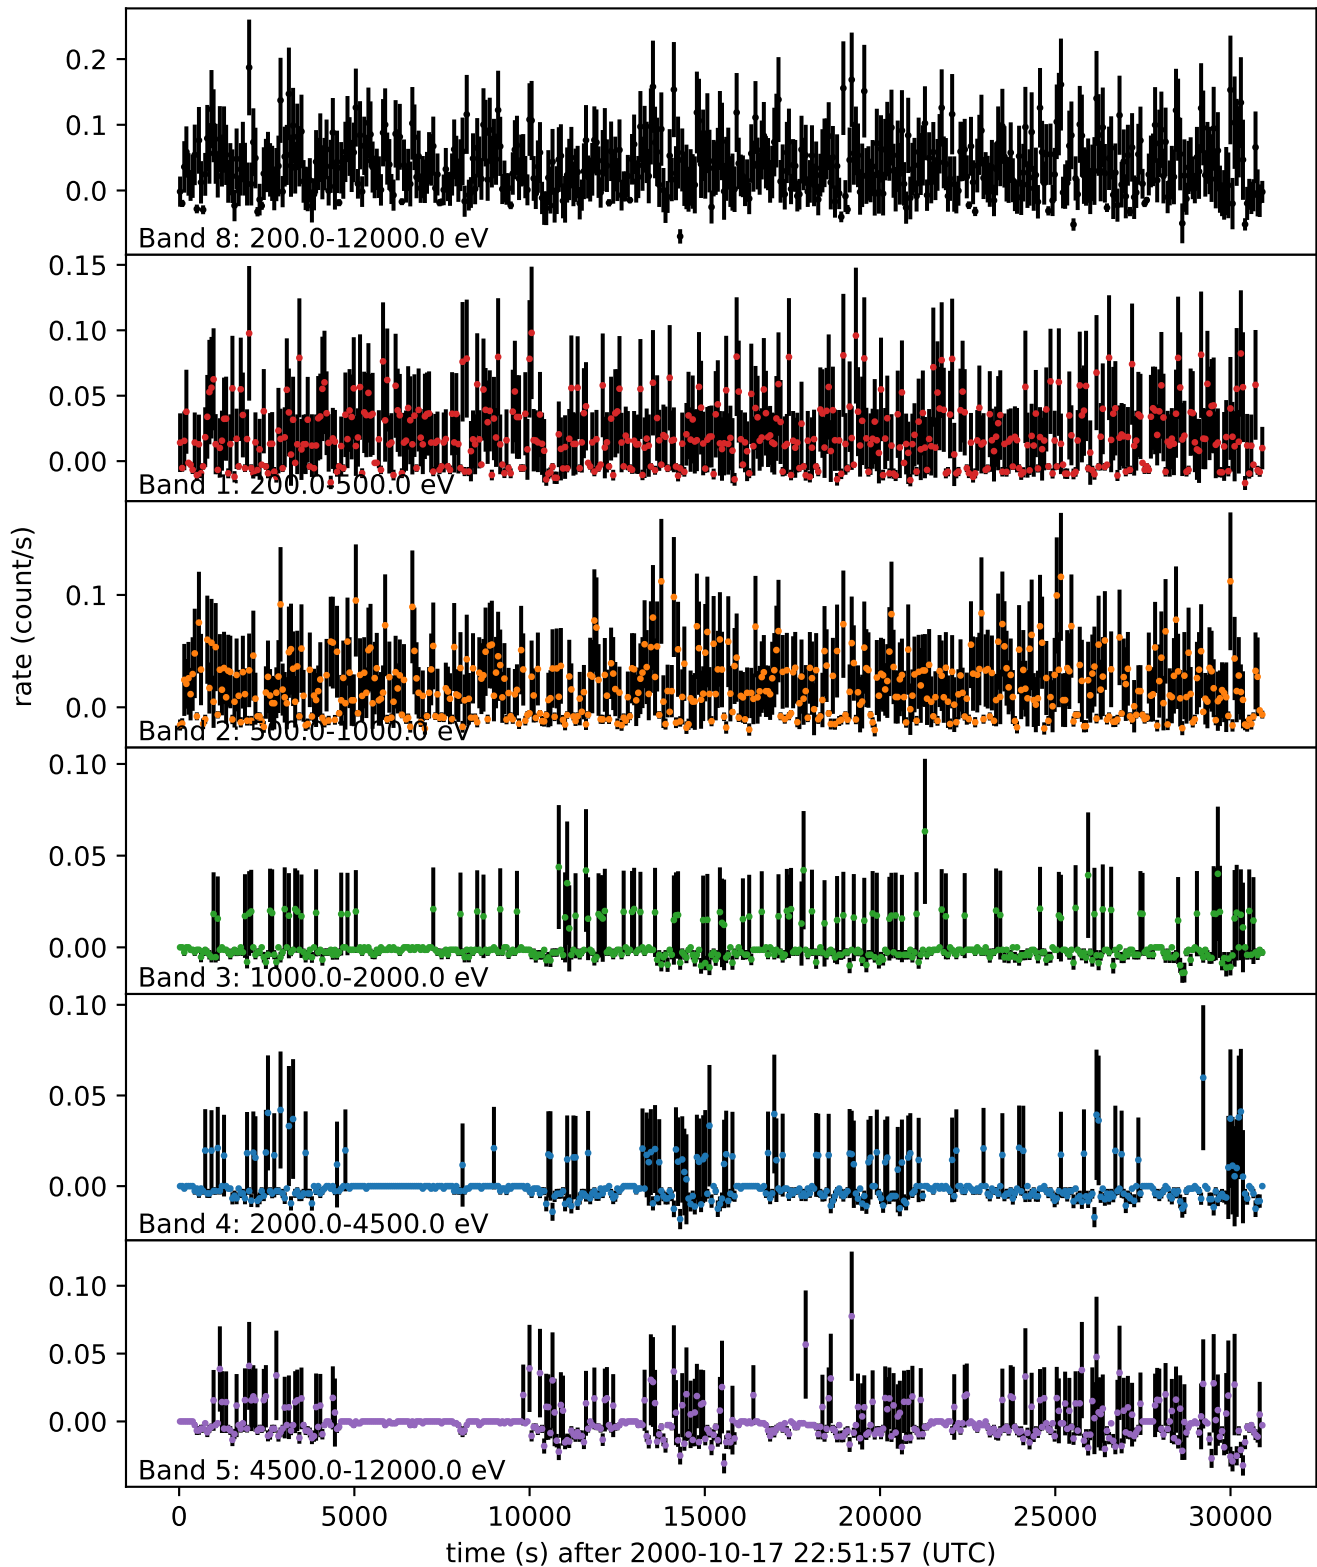 0.2
0.1
0.0
Band 8: 200.0-12000.0 eV
0.15
0.10
0.05
0.00
Band 1: 200.0-500.0 eV
0.1
0.0
Band 2: 500.0-1000.0 eV
rate (count/s)
0.10
0.05
0.00
Band 3: 1000.0-2000.0 eV
0.10
0.05
0.00
Band 4: 2000.0-4500.0 eV
0.10
0.05
0.00
Band 5: 4500.0-12000.0 eV
0 5000 10000 15000 20000 25000 30000
time (s) after 2000-10-17 22:51:57 (UTC)